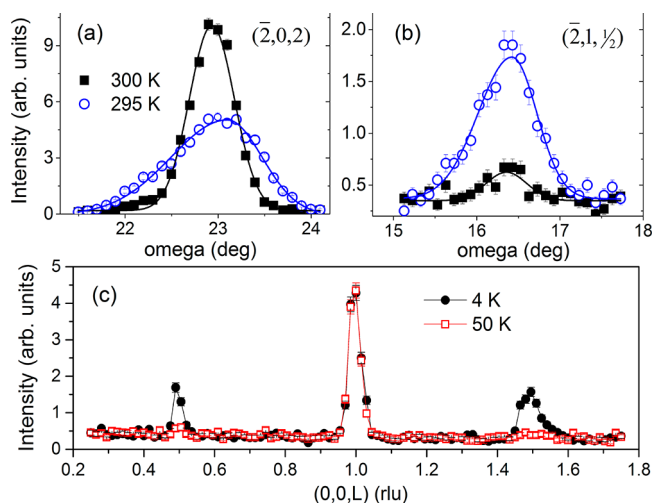 (a)
(2̅,0,2)
300 K
295 K
10
5
0
22
23
24
omega (deg)
Intensity (arb. units)
(b)
(2̅,1,½)
2.0
1.5
1.0
0.5
15
16
17
18
omega (deg)
(c)
4 K
50 K
5
4
3
2
1
0
0.2
0.4
0.6
0.8
1.0
1.2
1.4
1.6
1.8
(0,0,L) (rlu)
Intensity (arb. units)